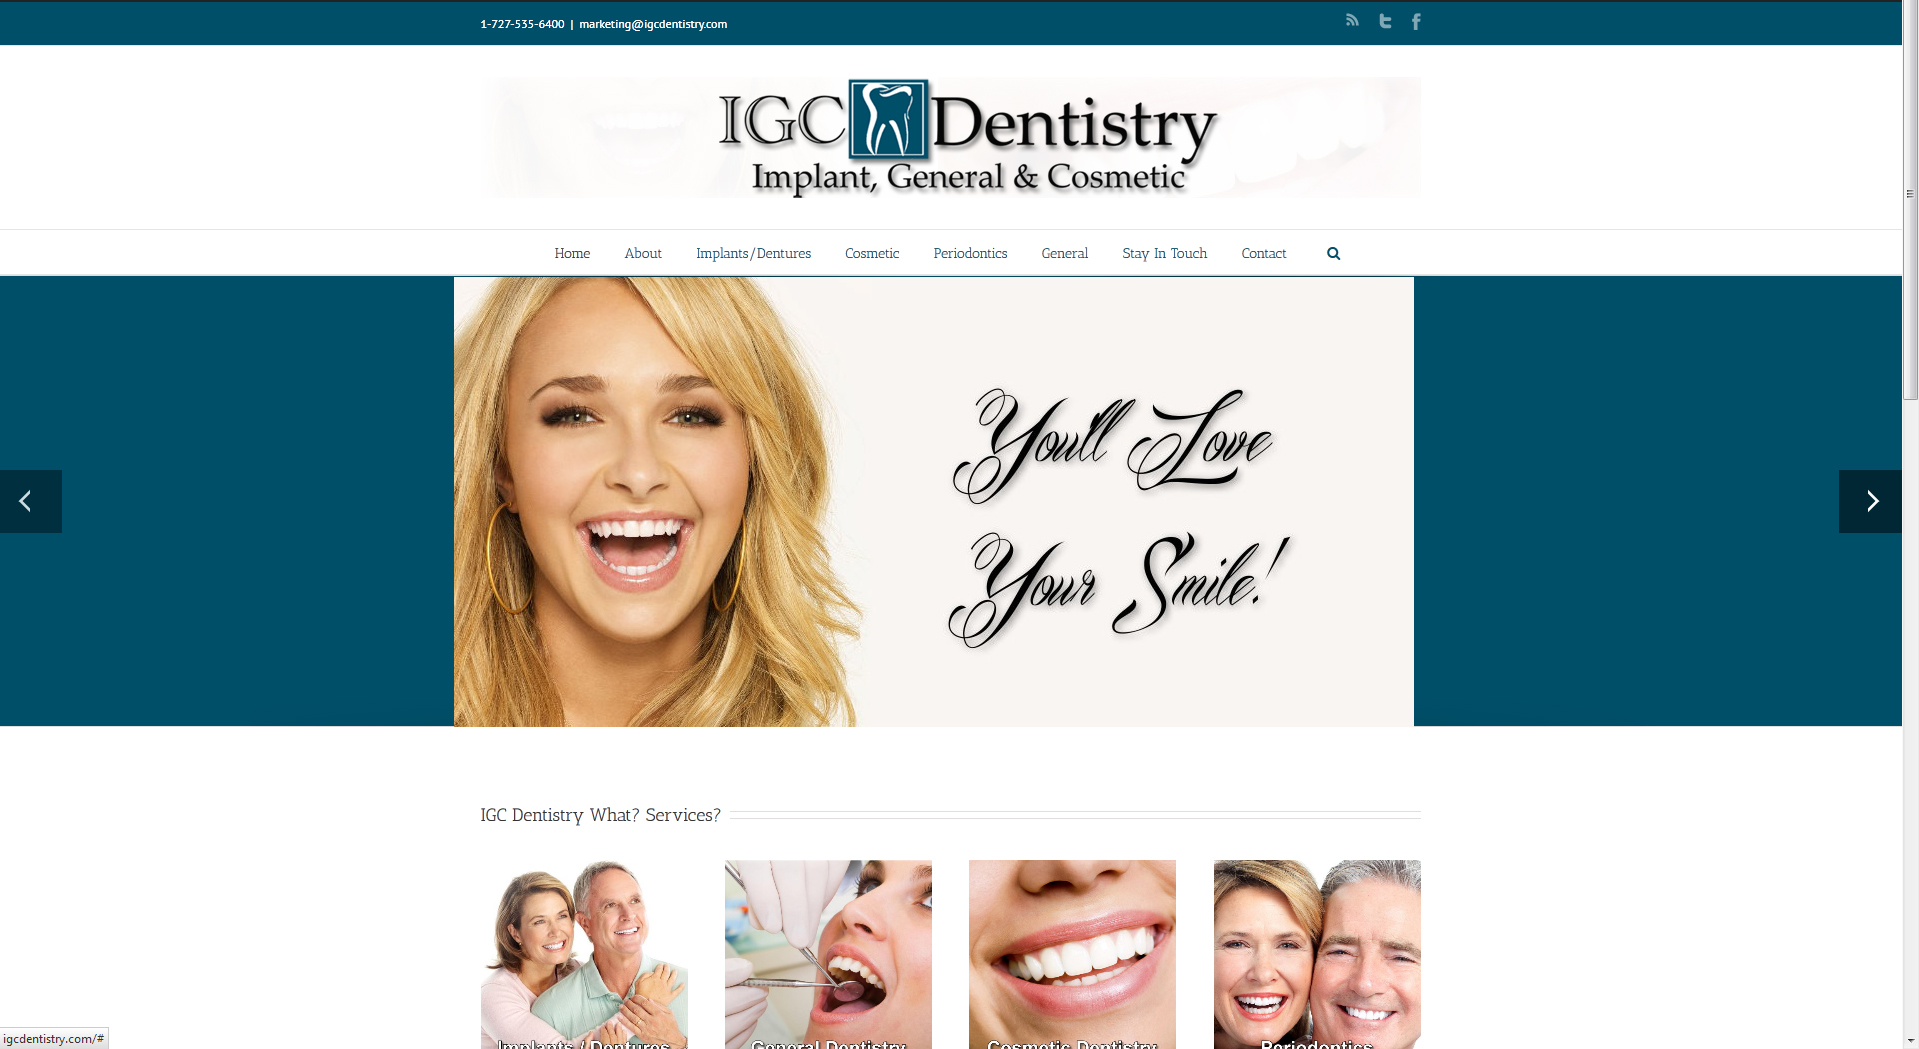 1-727-535-6400 | marketing@igcdentistry.com
IGC Dentistry
Implant, General & Cosmetic
Home About Implants/Dentures Cosmetic Periodontics General Stay In Touch Contact
You'll Love
Your Smile!
IGC Dentistry What? Services?
Implants / Dentures General Dentistry Cosmetic Dentistry Periodontics
igcdentistry.com/#